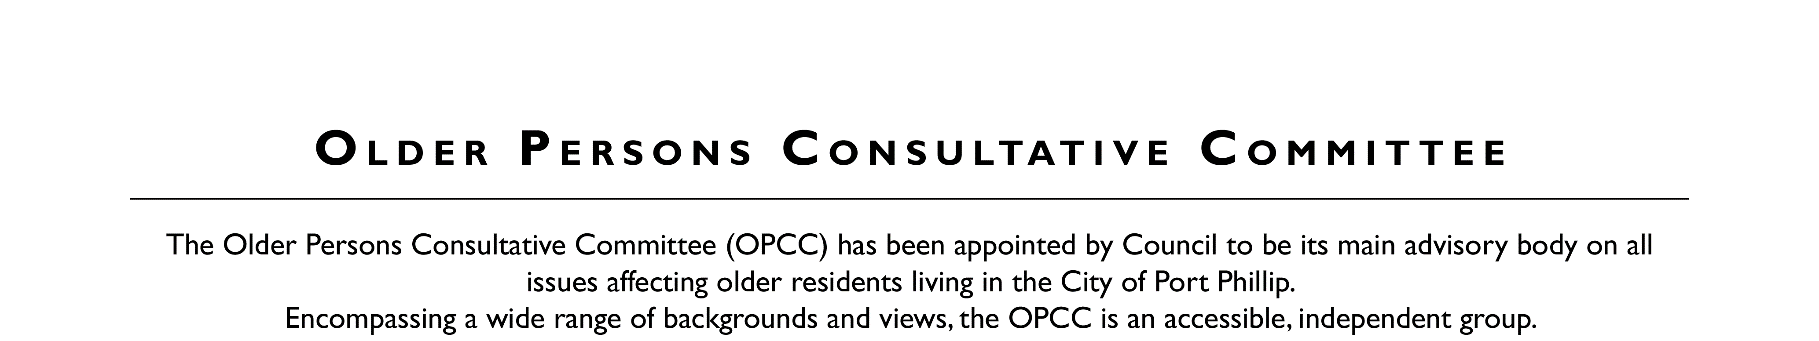 Older Persons Consultative Committee
The Older Persons Consultative Committee (OPCC) has been appointed by Council to be its main advisory body on all
issues affecting older residents living in the City of Port Phillip.
Encompassing a wide range of backgrounds and views, the OPCC is an accessible, independent group.